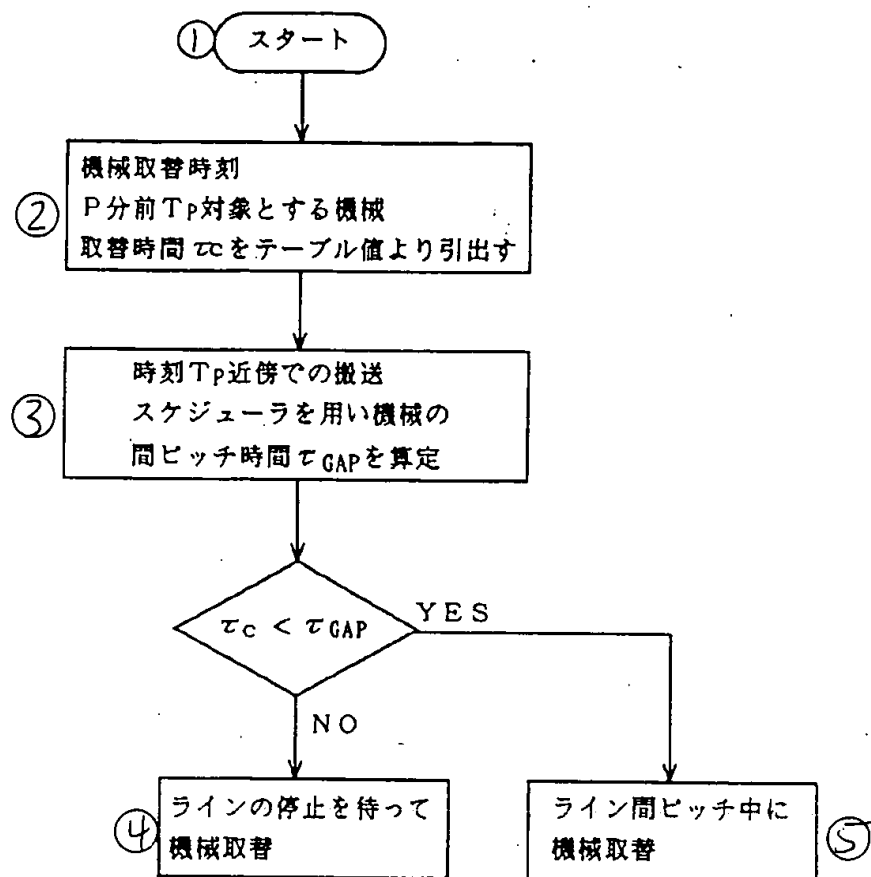 ① スタート
機械取替時刻
② P分前Tp対象とする機械
取替時間τcをテーブル値より引出す
時刻Tp近傍での搬送
③ スケジューラを用い機械の
間ピッチ時間τGAPを算定
τc < τGAP
YES
NO
④ ラインの停止を待って
機械取替
ライン間ピッチ中に
機械取替 ⑤